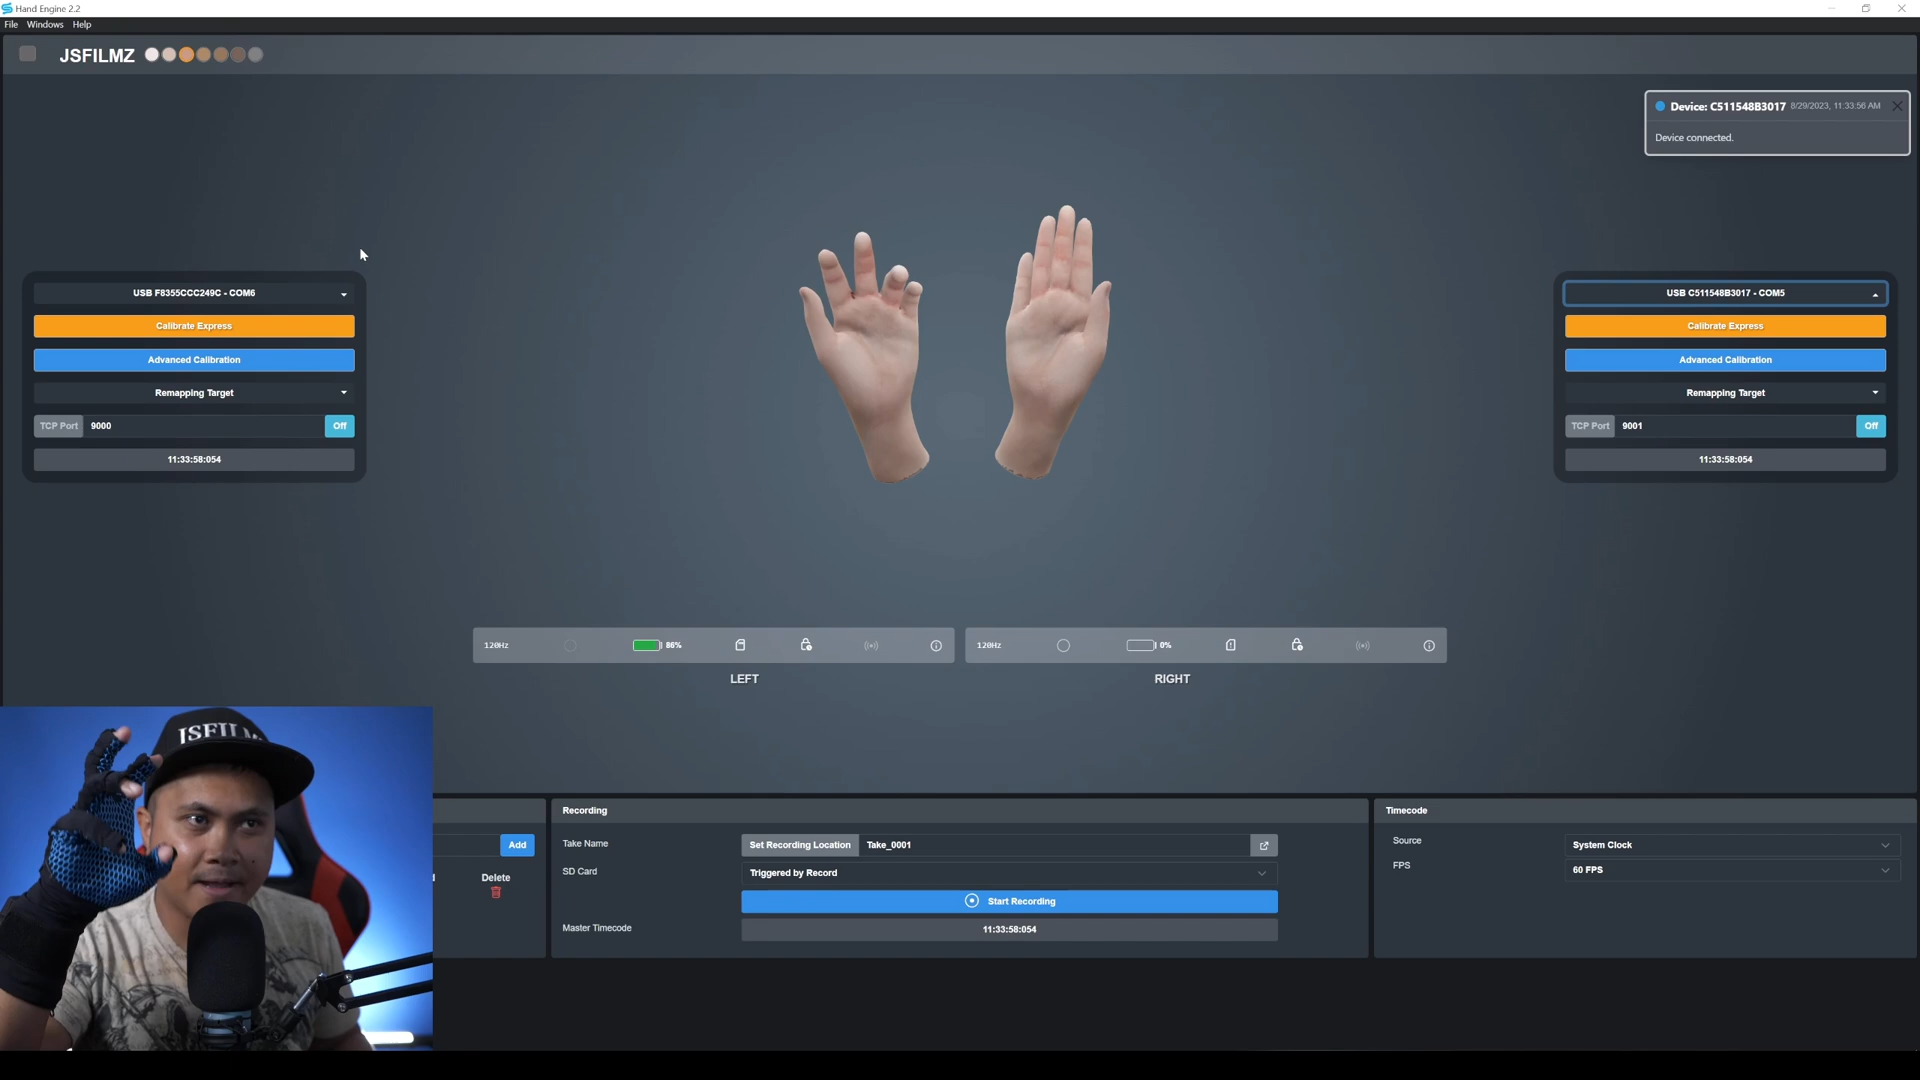 Hand Engine 2.2
File Windows Help
JSFILMZ
Device: C511548B3017 8/29/2023, 11:33:56 AM
Device connected.
USB F8355CCC249C - COM6
Calibrate Express
Advanced Calibration
Remapping Target
TCP Port 9000 Off
11:33:58:054
USB C511548B3017 - COM5
Calibrate Express
Advanced Calibration
Remapping Target
TCP Port 9001 Off
11:33:58:054
120Hz 86%
120Hz 0%
LEFT
RIGHT
JSFILM
Add
Delete
Recording
Take Name Set Recording Location Take_0001
SD Card Triggered by Record
Start Recording
Master Timecode 11:33:58:054
Timecode
Source System Clock
FPS 60 FPS